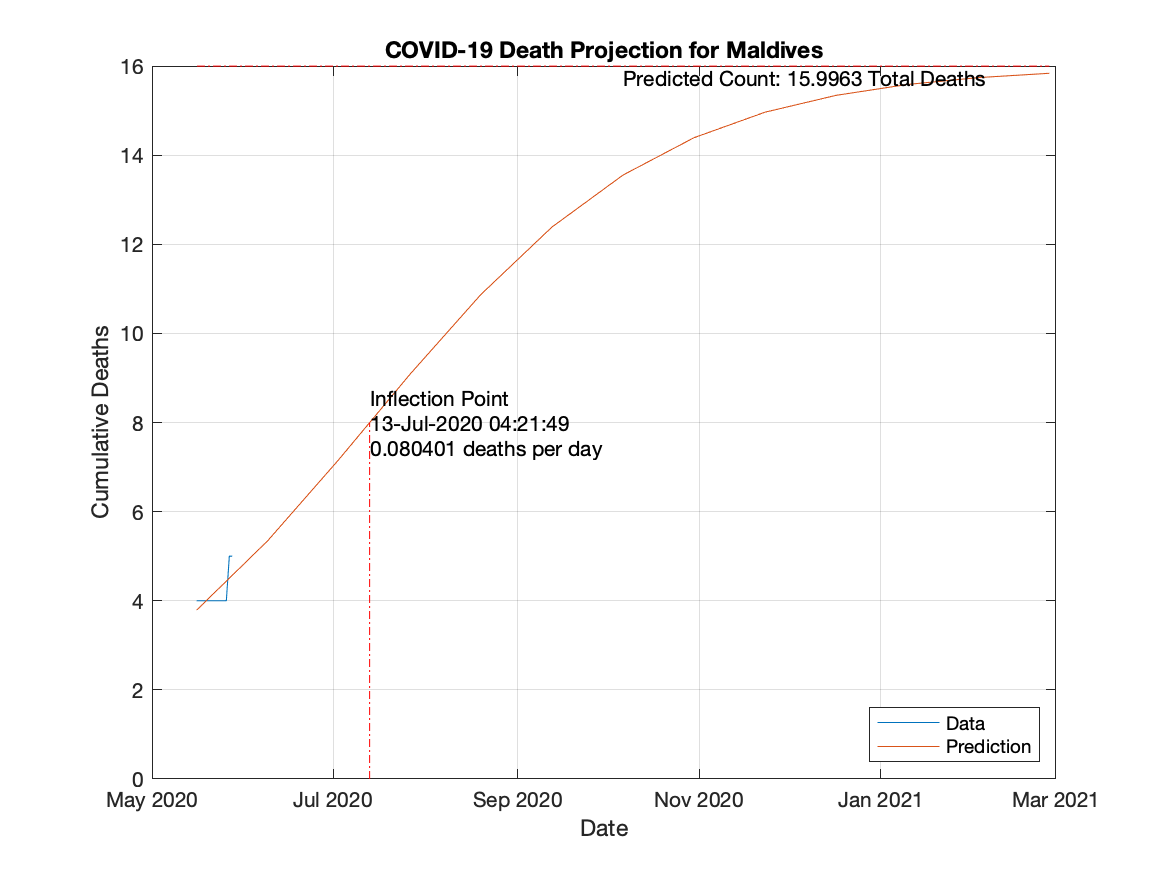 COVID-19 Death Projection for Maldives
Predicted Count: 15.9963 Total Deaths
16
14
12
10
8
6
4
2
0
Cumulative Deaths
Inflection Point
13-Jul-2020 04:21:49
0.080401 deaths per day
Data
Prediction
May 2020 Jul 2020 Sep 2020 Nov 2020 Jan 2021 Mar 2021
Date